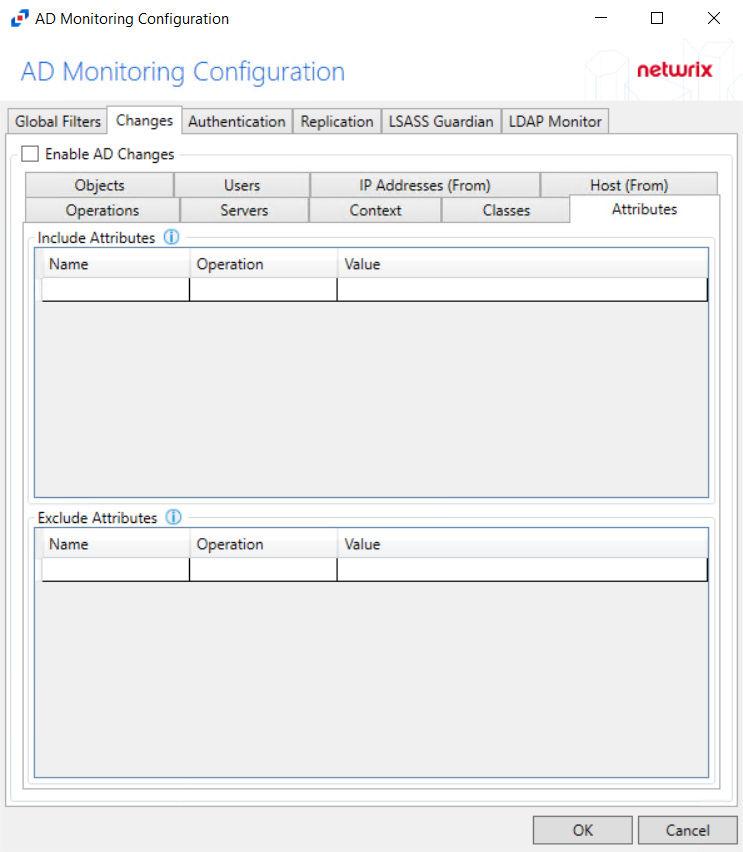 AD Monitoring Configuration
AD Monitoring Configuration
netwrix
Global Filters Changes Authentication Replication LSASS Guardian LDAP Monitor
Enable AD Changes
Objects Users IP Addresses (From) Host (From)
Operations Servers Context Classes Attributes
Include Attributes
Name Operation Value
Exclude Attributes
Name Operation Value
OK Cancel